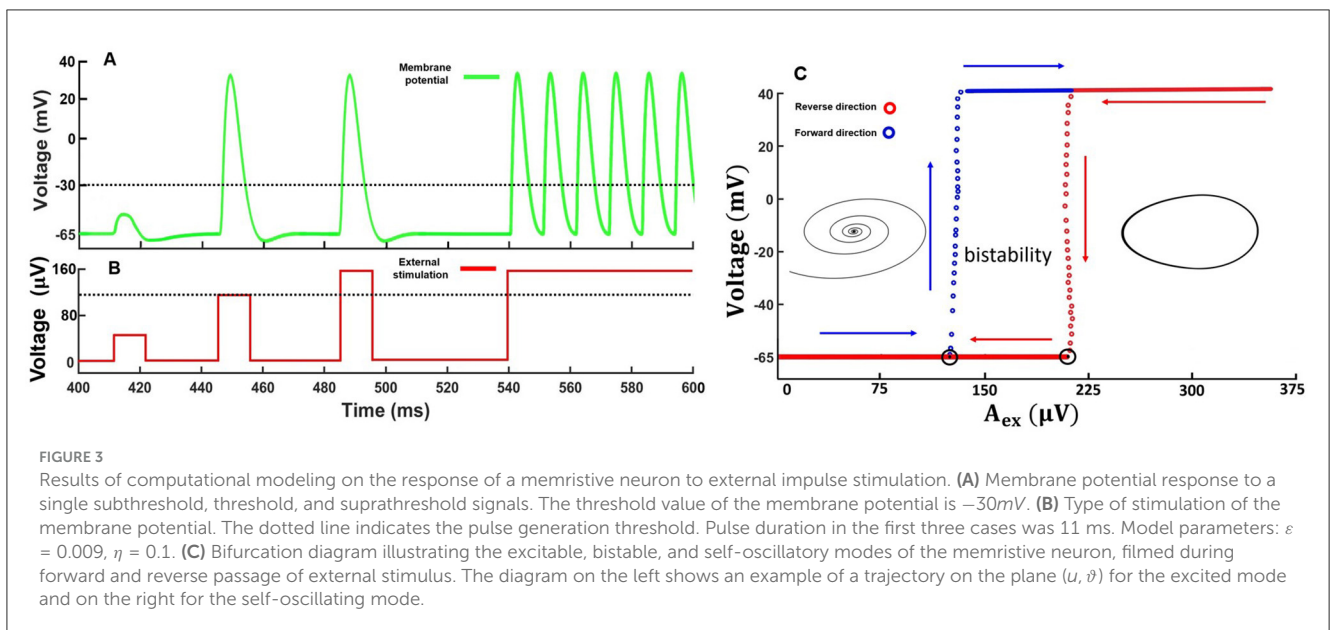 A
Membrane
potential
Voltage (mV)
40
20
0
-30
-65
B
External
stimulation
Voltage (µV)
160
80
0
400 420 440 460 480 500 520 540 560 580 600
Time (ms)
C
Reverse direction
Forward direction
bistability
Voltage (mV)
40
20
0
-20
-40
-65
0 75 150 225 300 375
Aex (µV)
FIGURE 3
Results of computational modeling on the response of a memristive neuron to external impulse stimulation. (A) Membrane potential response to a
single subthreshold, threshold, and suprathreshold signals. The threshold value of the membrane potential is −30mV. (B) Type of stimulation of the
membrane potential. The dotted line indicates the pulse generation threshold. Pulse duration in the first three cases was 11 ms. Model parameters: ε
= 0.009, η = 0.1. (C) Bifurcation diagram illustrating the excitable, bistable, and self-oscillatory modes of the memristive neuron, filmed during
forward and reverse passage of external stimulus. The diagram on the left shows an example of a trajectory on the plane (u, ϑ) for the excited mode
and on the right for the self-oscillating mode.